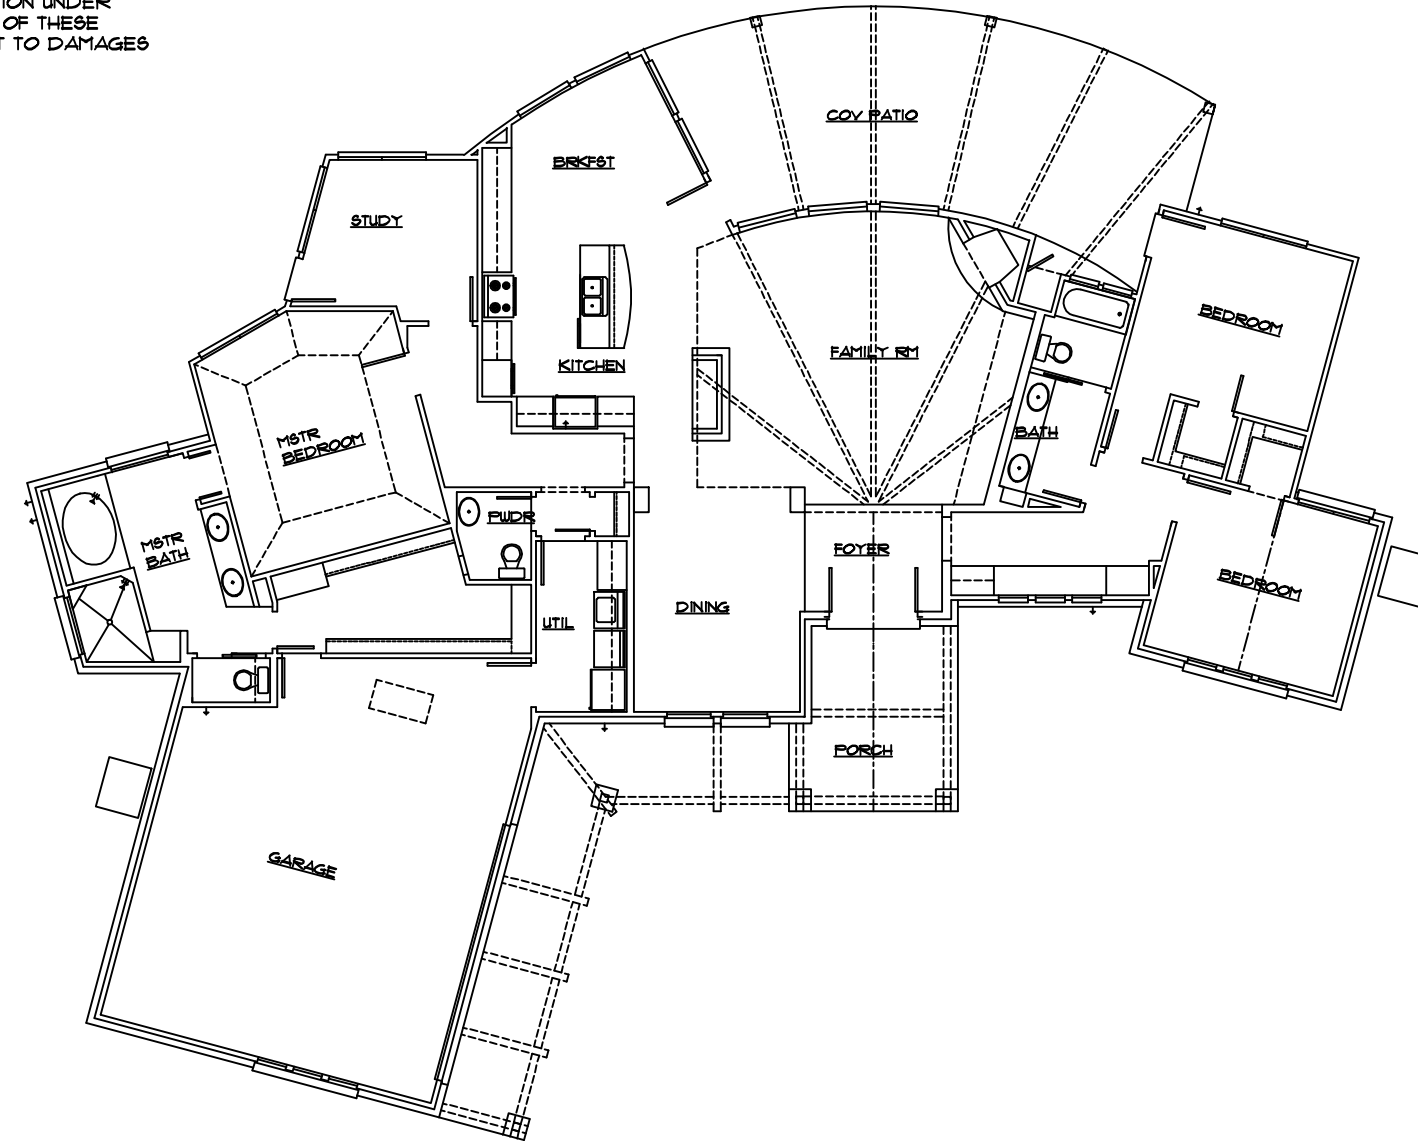 TION UNDER
OF THESE
T TO DAMAGES
COV PATIO
BRKFST
STUDY
BEDROOM
FAMILY RM
KITCHEN
MSTR
BEDROOM
BATH
PWDR
MSTR
BATH
FOYER
BEDROOM
DINING
UTIL
PORCH
GARAGE